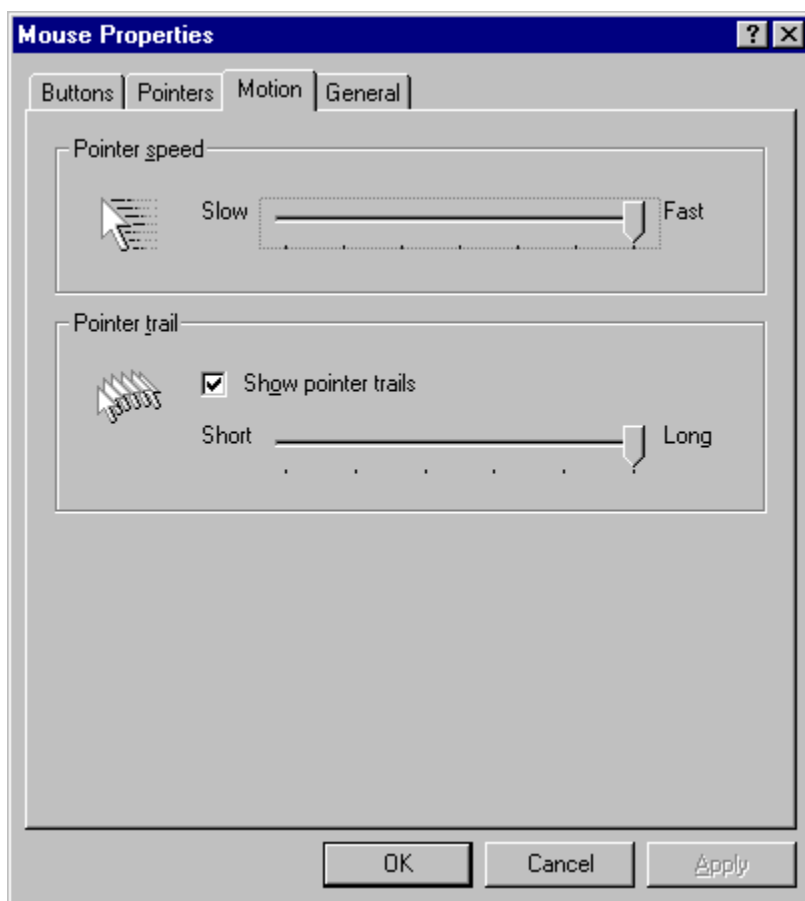 Mouse Properties
Buttons Pointers Motion General
Pointer speed
Slow Fast
Pointer trail
Show pointer trails
Short Long
OK Cancel Apply